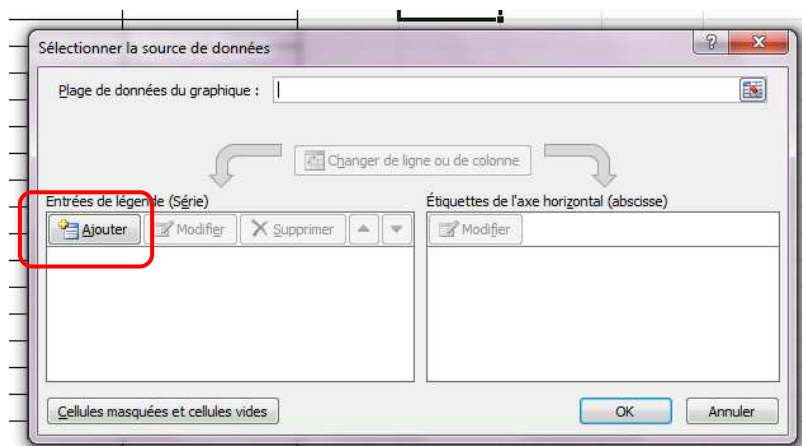 Sélectionner la source de données
?
X
Plage de données du graphique :
Changer de ligne ou de colonne
Entrées de légende (Série)
Étiquettes de l'axe horizontal (abscisse)
Ajouter Modifier Supprimer
Modifier
Cellules masquées et cellules vides
OK Annuler